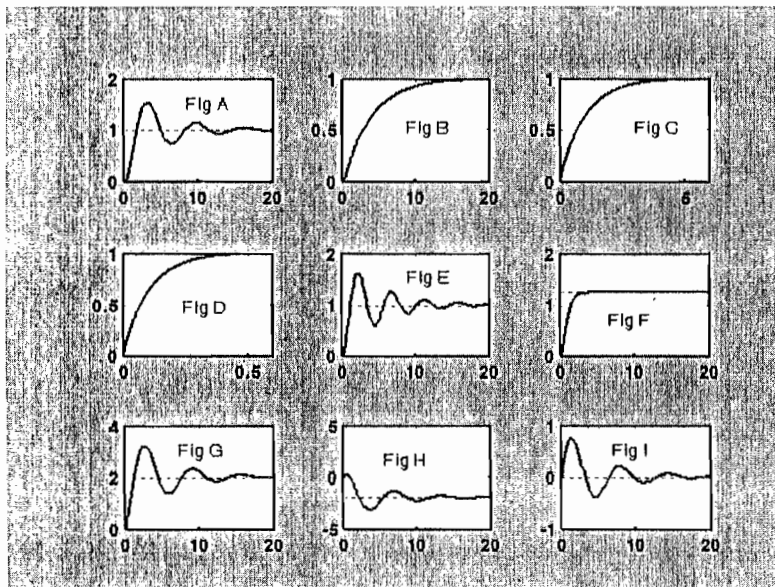 2 1 1
Fig A
1 0.5 Fig B 0.5 Fig C
0 0 0
0 10 20 0 10 20 0 5
1 2 2
Fig E
0.5 Fig D 1 1 Fig F
0 0 0
0 0.5 0 10 20 0 10 20
4 5 1
Fig G Fig H Fig I
2 0 0
0 -5 -1
0 10 20 0 10 20 0 10 20